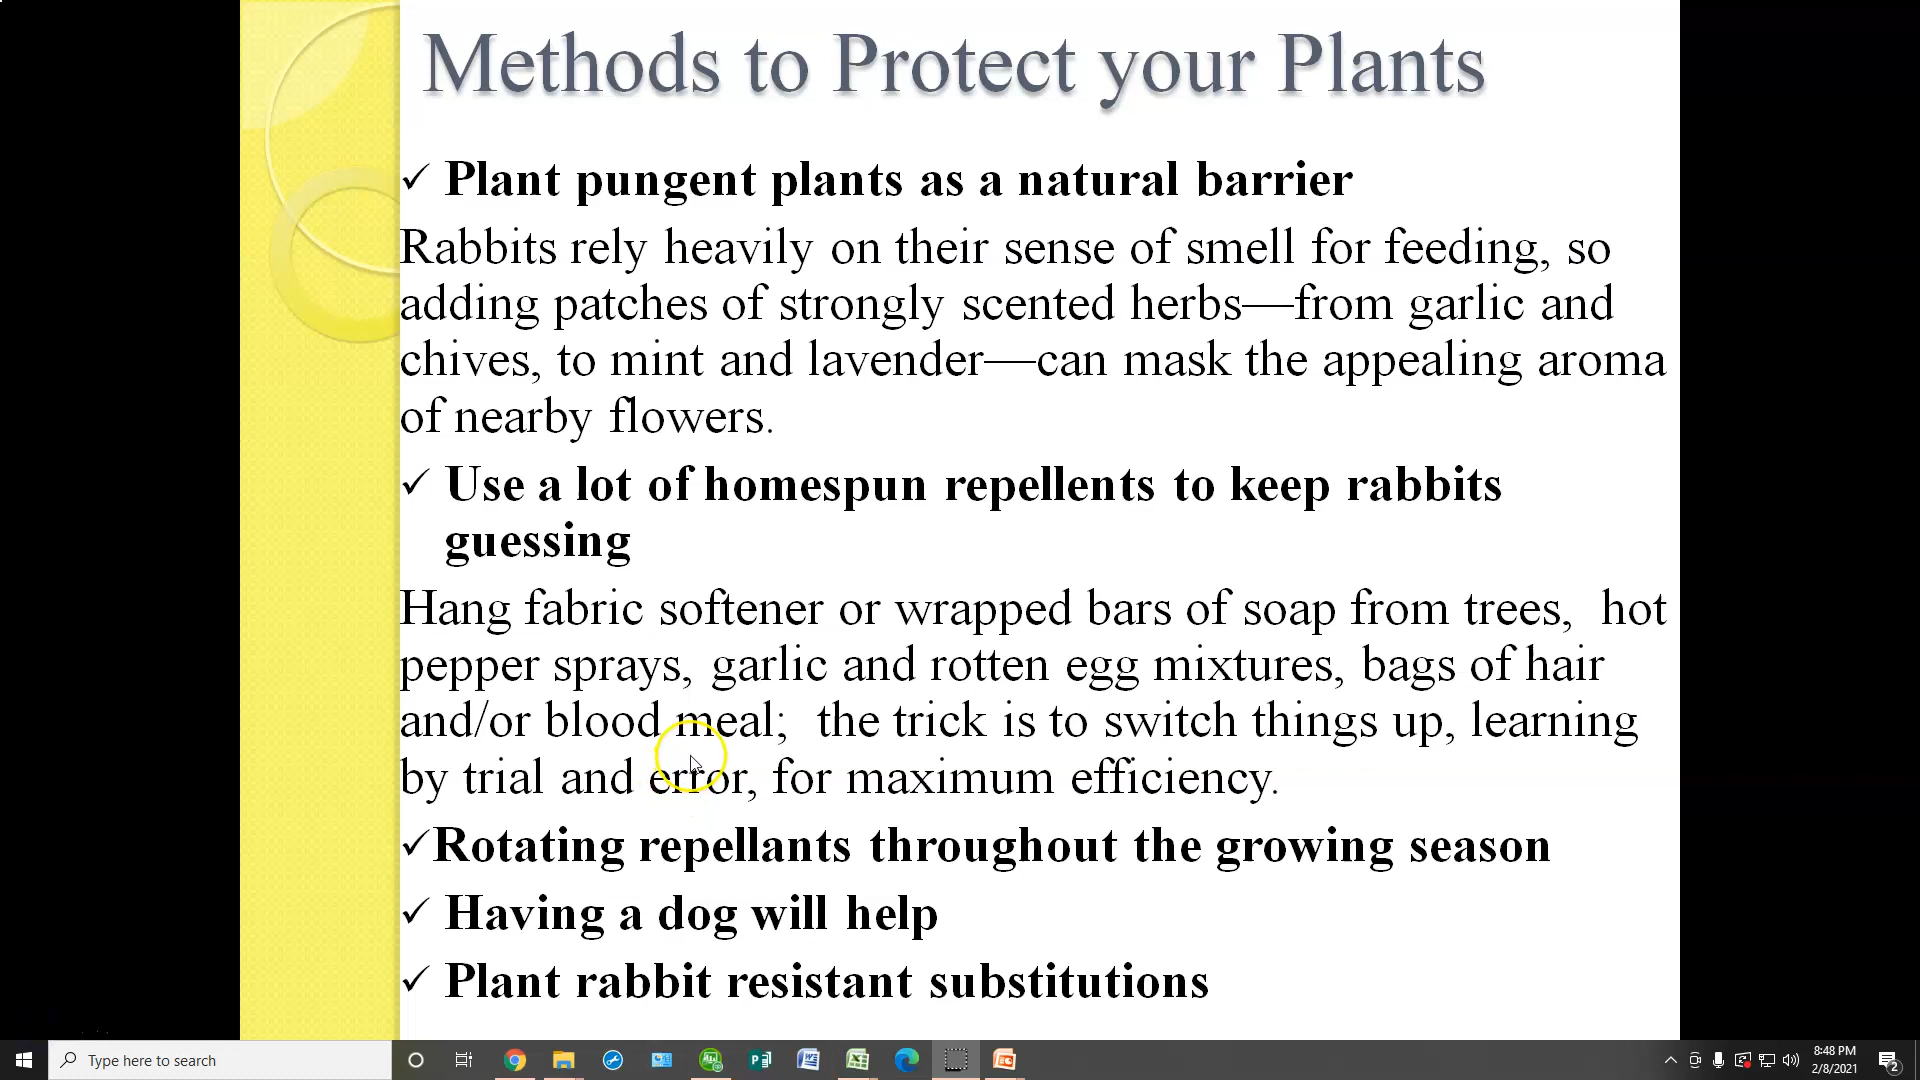 Methods to Protect your Plants
✓ Plant pungent plants as a natural barrier
Rabbits rely heavily on their sense of smell for feeding, so
adding patches of strongly scented herbs—from garlic and
chives, to mint and lavender—can mask the appealing aroma
of nearby flowers.
✓ Use a lot of homespun repellents to keep rabbits
guessing
Hang fabric softener or wrapped bars of soap from trees,  hot
pepper sprays, garlic and rotten egg mixtures, bags of hair
and/or blood meal;  the trick is to switch things up, learning
by trial and error, for maximum efficiency.
✓Rotating repellants throughout the growing season
✓ Having a dog will help
✓ Plant rabbit resistant substitutions
Type here to search
8:48 PM
2/8/2021
2